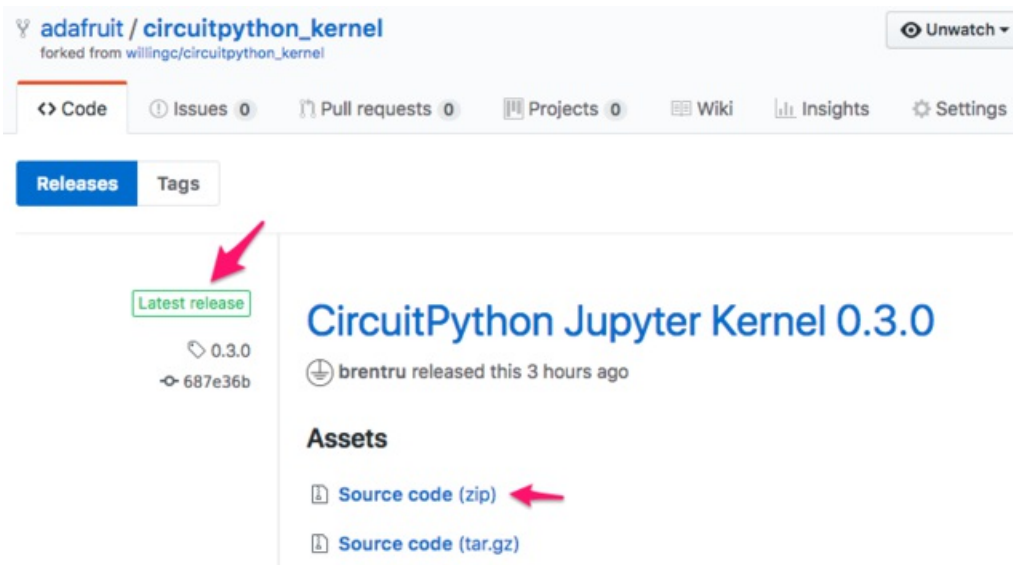 adafruit / circuitpython_kernel
forked from willingc/circuitpython_kernel
Unwatch
Code
Issues 0
Pull requests 0
Projects 0
Wiki
Insights
Settings
Releases
Tags
Latest release
0.3.0
687e36b
CircuitPython Jupyter Kernel 0.3.0
brentru released this 3 hours ago
Assets
Source code (zip)
Source code (tar.gz)